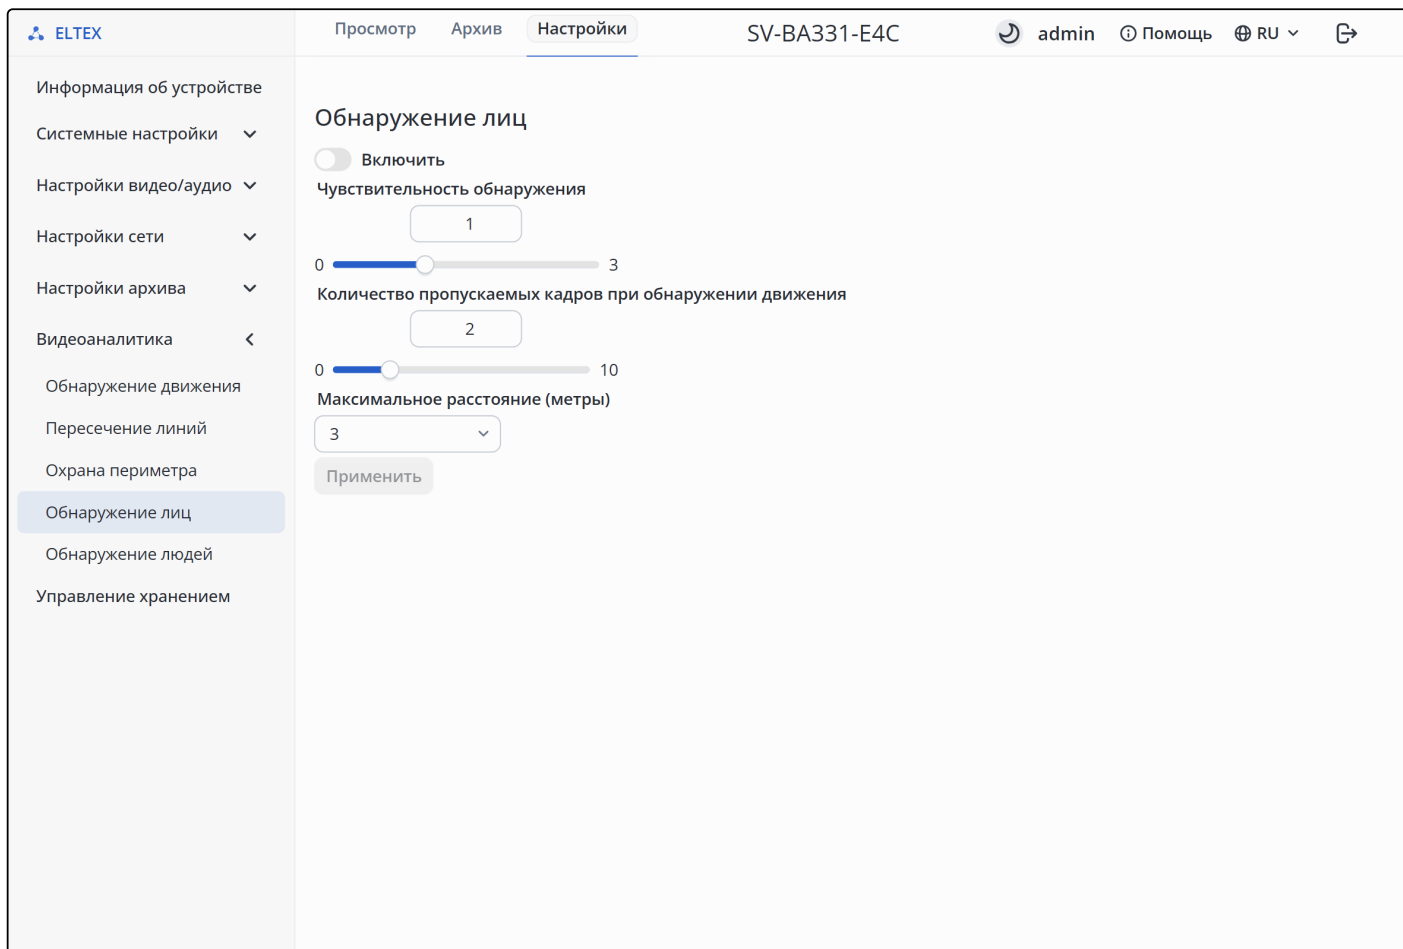 ELTEX
Просмотр Архив Настройки SV-BA331-E4C admin Помощь RU
Информация об устройстве
Системные настройки
Настройки видео/аудио
Настройки сети
Настройки архива
Видеоаналитика
Обнаружение движения
Пересечение линий
Охрана периметра
Обнаружение лиц
Обнаружение людей
Управление хранением
Обнаружение лиц
Включить
Чувствительность обнаружения
1
0 3
Количество пропускаемых кадров при обнаружении движения
2
0 10
Максимальное расстояние (метры)
3
Применить